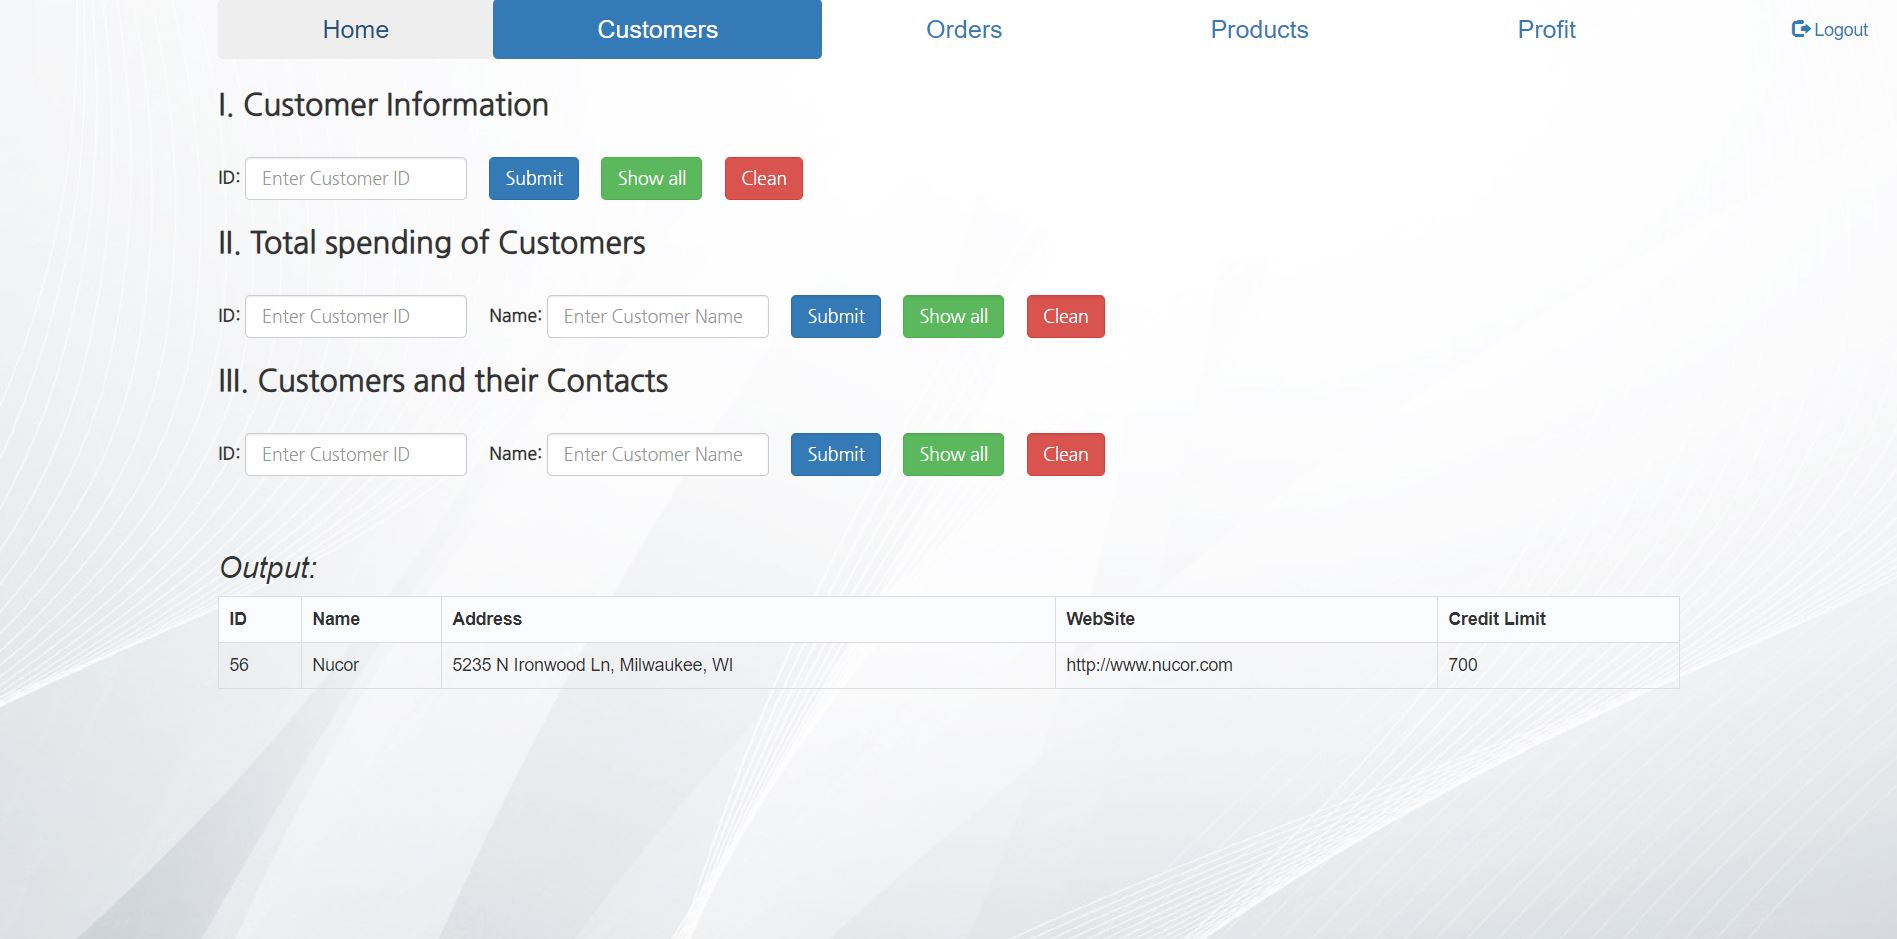 Home Customers Orders Products Profit Logout
I. Customer Information
ID: Enter Customer ID Submit Show all Clean
II. Total spending of Customers
ID: Enter Customer ID Name: Enter Customer Name Submit Show all Clean
III. Customers and their Contacts
ID: Enter Customer ID Name: Enter Customer Name Submit Show all Clean
Output:
ID Name Address WebSite Credit Limit
56 Nucor 5235 N Ironwood Ln, Milwaukee, WI http://www.nucor.com 700